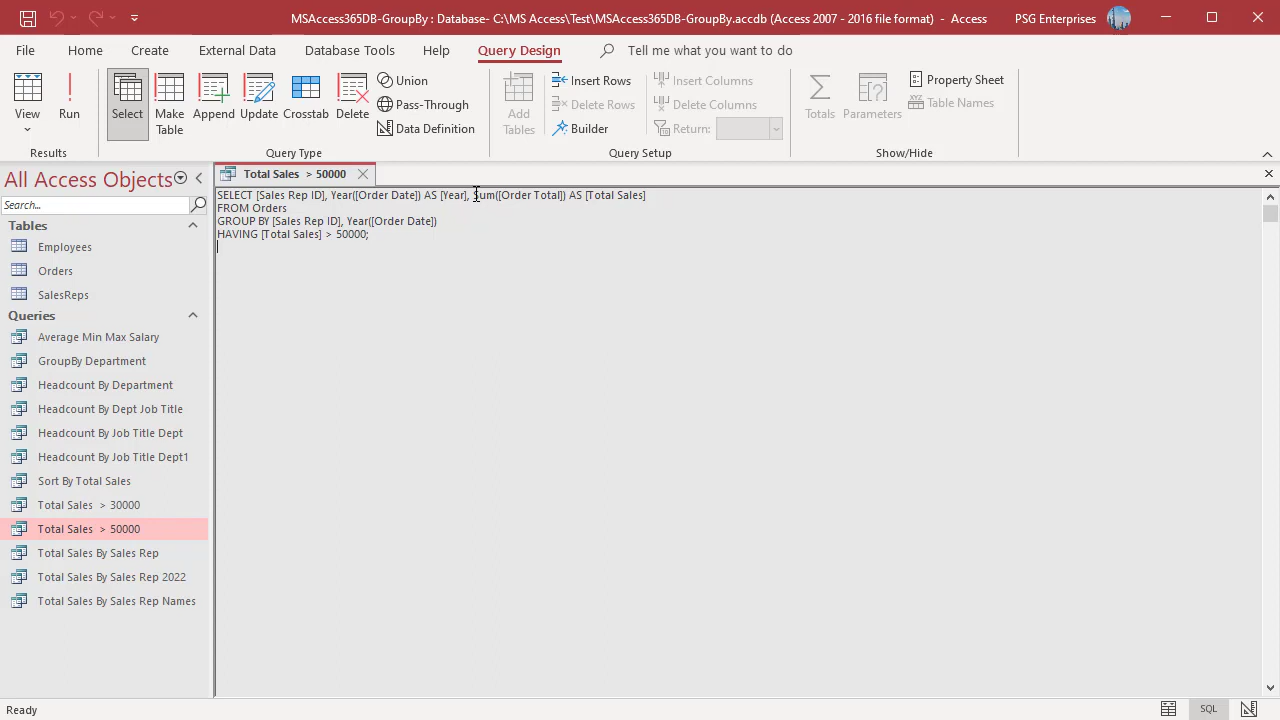 MSAccess365DB-GroupBy : Database- C:\MS Access\Test\MSAccess365DB-GroupBy.accdb (Access 2007 - 2016 file format) - Access
PSG Enterprises
File
Home
Create
External Data
Database Tools
Help
Query Design
Tell me what you want to do
View
Run
Select
Make Table
Append
Update
Crosstab
Delete
Union
Pass-Through
Data Definition
Add Tables
Insert Rows
Delete Rows
Builder
Insert Columns
Delete Columns
Return:
Totals
Parameters
Property Sheet
Table Names
Results
Query Type
Query Setup
Show/Hide
All Access Objects
Search...
Tables
Employees
Orders
SalesReps
Queries
Average Min Max Salary
GroupBy Department
Headcount By Department
Headcount By Dept Job Title
Headcount By Job Title Dept
Headcount By Job Title Dept1
Sort By Total Sales
Total Sales > 30000
Total Sales > 50000
Total Sales By Sales Rep
Total Sales By Sales Rep 2022
Total Sales By Sales Rep Names
Total Sales > 50000
SELECT [Sales Rep ID], Year([Order Date]) AS [Year], Sum([Order Total]) AS [Total Sales]
FROM Orders
GROUP BY [Sales Rep ID], Year([Order Date])
HAVING [Total Sales] > 50000;
Ready
SQL